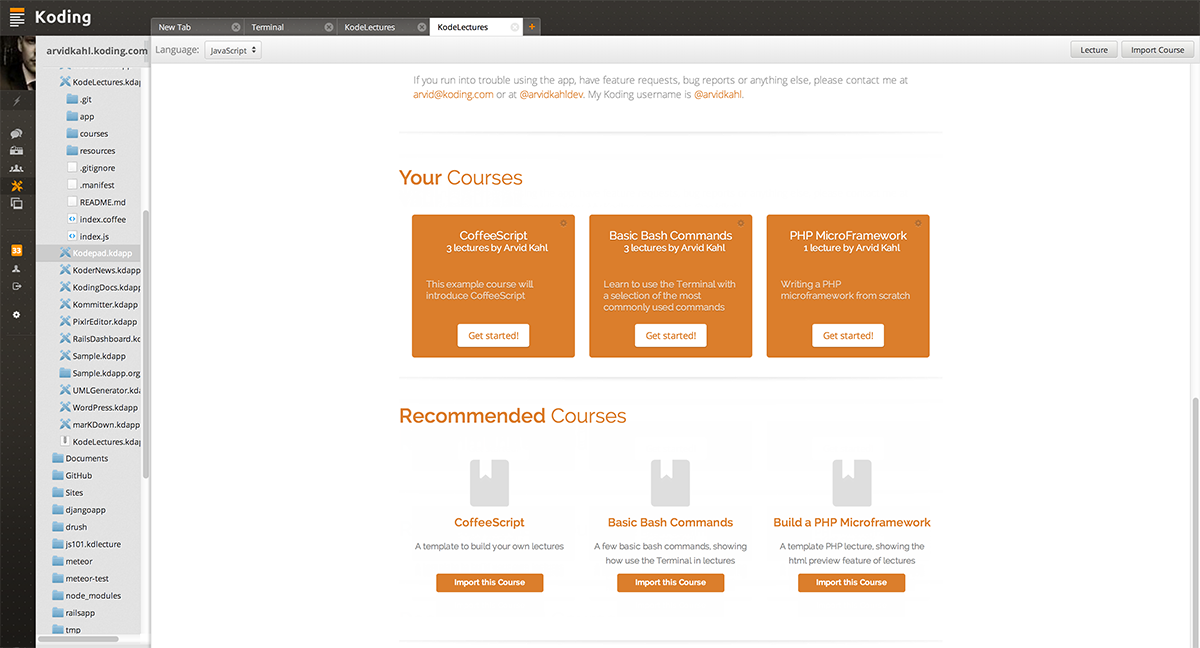 Koding
New Tab
Terminal
KodeLectures
KodeLectures
+
arvidkahl.koding.com
Language:
JavaScript
Lecture
Import Course
KodeLectures.kdap
.git
app
courses
resources
.gitignore
.manifest
README.md
index.coffee
index.js
Kodepad.kdapp
KoderNews.kdapp
KodingDocs.kdapp
Kommitter.kdapp
PixlrEditor.kdapp
RailsDashboard.kd
Sample.kdapp
Sample.kdapp.org
UMLGenerator.kda
WordPress.kdapp
marKDown.kdapp
KodeLectures.kdap
Documents
GitHub
Sites
djangoapp
drush
js101.kdlecture
meteor
meteor-test
node_modules
railsapp
tmp
33
If you run into trouble using the app, have feature requests, bug reports or anything else, please contact me at
arvid@koding.com or at @arvidkahldev. My Koding username is @arvidkahl.
Your Courses
CoffeeScript
3 lectures by Arvid Kahl
This example course will
introduce CoffeeScript
Get started!
Basic Bash Commands
3 lectures by Arvid Kahl
Learn to use the Terminal with
a selection of the most
commonly used commands
Get started!
PHP MicroFramework
1 lecture by Arvid Kahl
Writing a PHP
microframework from scratch
Get started!
Recommended Courses
CoffeeScript
A template to build your own lectures
Import this Course
Basic Bash Commands
A few basic bash commands, showing
how use the Terminal in lectures
Import this Course
Build a PHP Microframework
A template PHP lecture, showing the
html preview feature of lectures
Import this Course